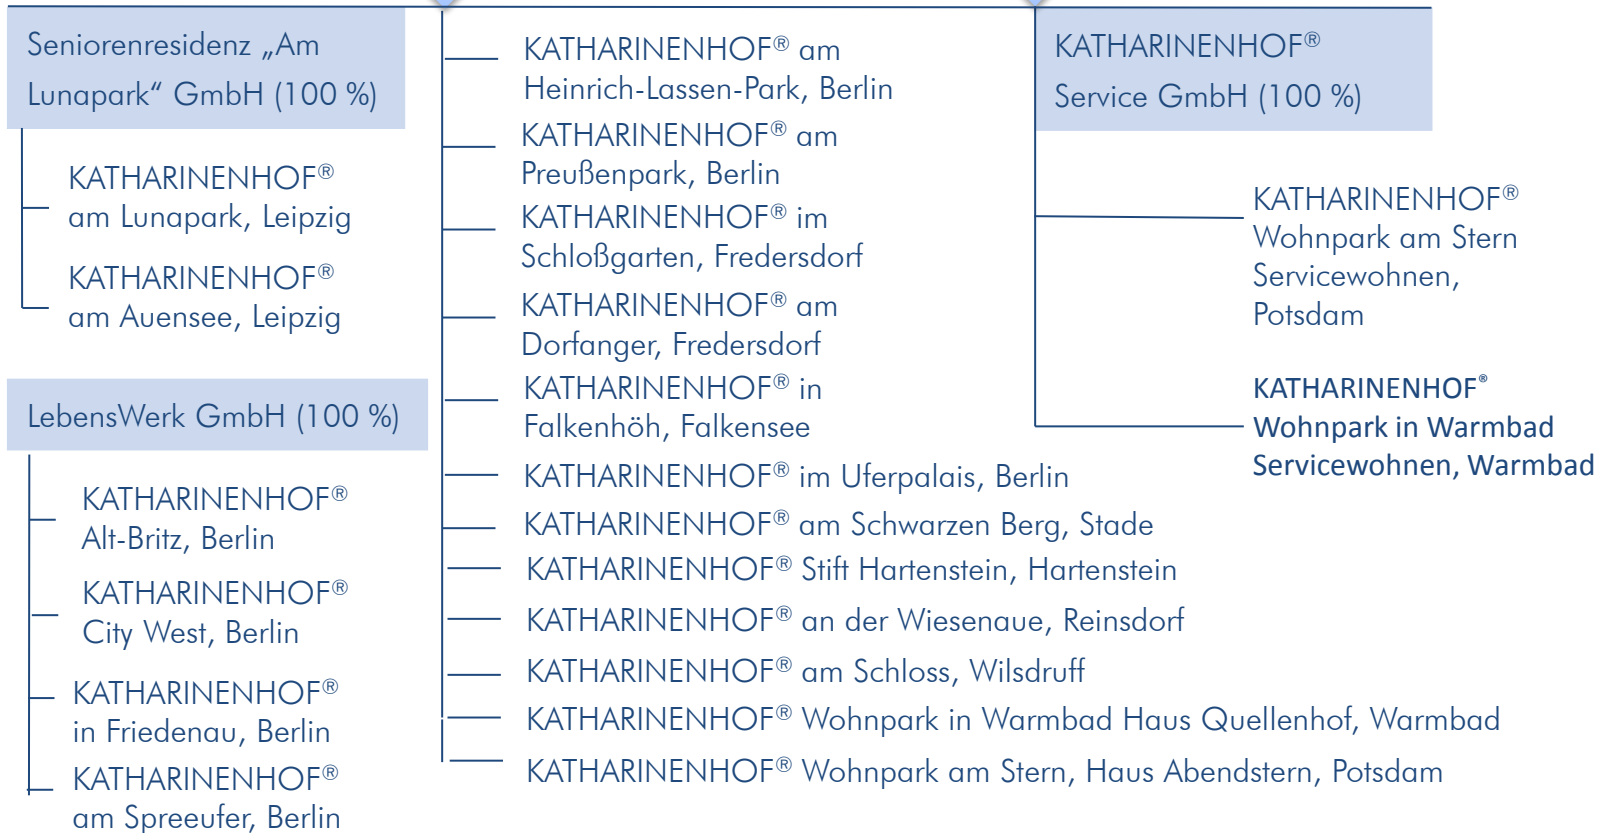 Seniorenresidenz „Am
Lunapark“ GmbH (100 %)
KATHARINENHOF®
am Lunapark, Leipzig
KATHARINENHOF®
am Auensee, Leipzig
LebensWerk GmbH (100 %)
KATHARINENHOF®
Alt-Britz, Berlin
KATHARINENHOF®
City West, Berlin
KATHARINENHOF®
in Friedenau, Berlin
KATHARINENHOF®
am Spreeufer, Berlin
KATHARINENHOF® am
Heinrich-Lassen-Park, Berlin
KATHARINENHOF® am
Preußenpark, Berlin
KATHARINENHOF® im
Schloßgarten, Fredersdorf
KATHARINENHOF® am
Dorfanger, Fredersdorf
KATHARINENHOF® in
Falkenhöh, Falkensee
KATHARINENHOF® im Uferpalais, Berlin
KATHARINENHOF® am Schwarzen Berg, Stade
KATHARINENHOF® Stift Hartenstein, Hartenstein
KATHARINENHOF® an der Wiesenaue, Reinsdorf
KATHARINENHOF® am Schloss, Wilsdruff
KATHARINENHOF® Wohnpark in Warmbad Haus Quellenhof, Warmbad
KATHARINENHOF® Wohnpark am Stern, Haus Abendstern, Potsdam
KATHARINENHOF®
Service GmbH (100 %)
KATHARINENHOF®
Wohnpark am Stern
Servicewohnen,
Potsdam
KATHARINENHOF®
Wohnpark in Warmbad
Servicewohnen, Warmbad